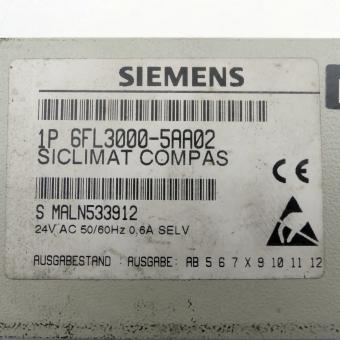 SIEMENS
1P 6FL3000-5AA02
SICLIMAT COMPAS
CE
S MALN533912
24V AC 50/60Hz 0,6A SELV
AUSGABESTAND : AUSGABE: AB 5 6 7 X 9 10 11 12